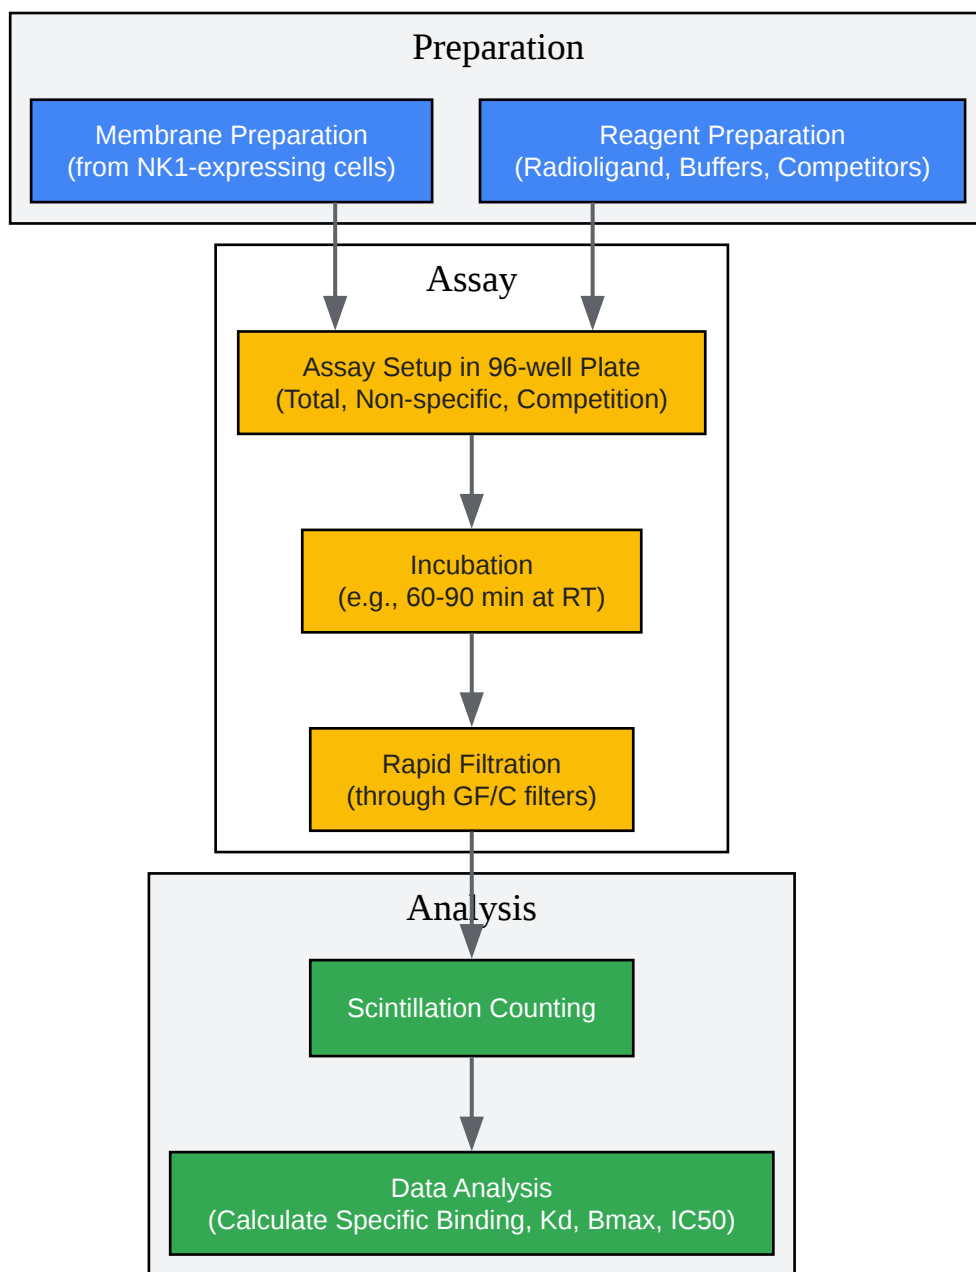 Preparation
Membrane Preparation
(from NK1-expressing cells)
Reagent Preparation
(Radioligand, Buffers, Competitors)
Assay
Assay Setup in 96-well Plate
(Total, Non-specific, Competition)
Incubation
(e.g., 60-90 min at RT)
Rapid Filtration
(through GF/C filters)
Analysis
Scintillation Counting
Data Analysis
(Calculate Specific Binding, Kd, Bmax, IC50)